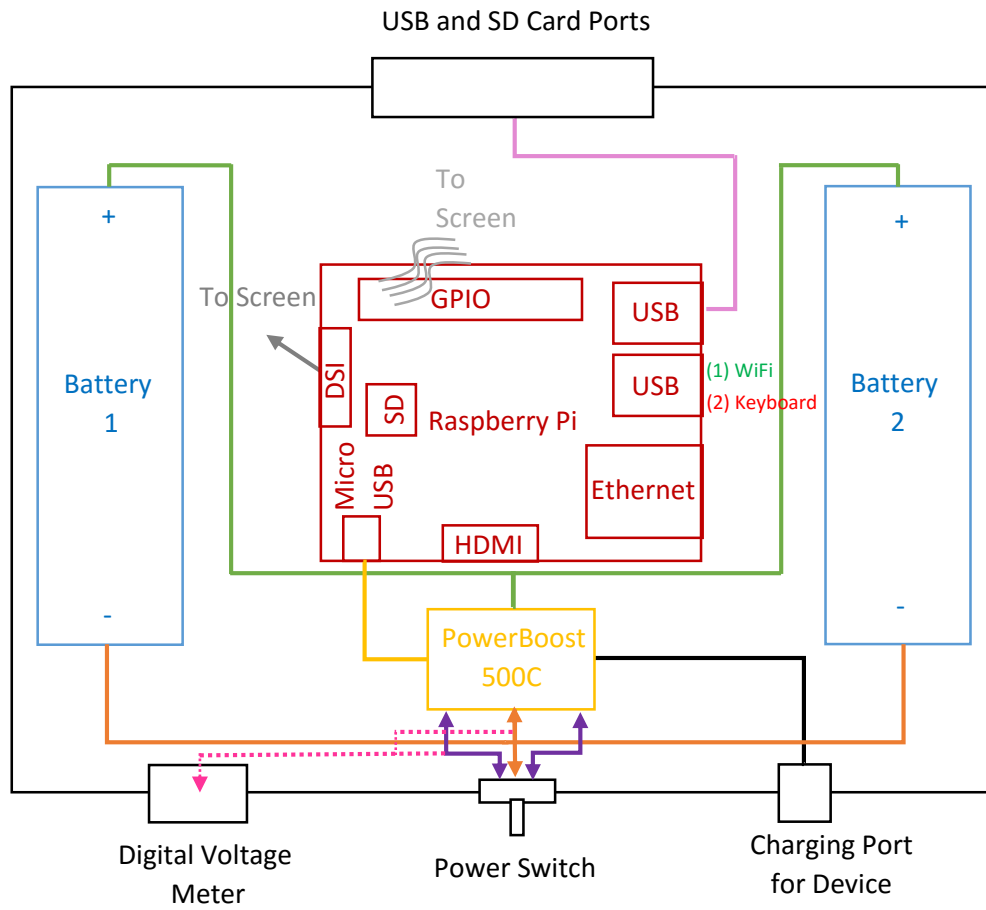 USB and SD Card Ports
To
Screen
+
+
To Screen
GPIO
USB
DSI
USB
(1) WiFi
(2) Keyboard
Battery
1
SD
Raspberry Pi
Battery
2
Micro
USB
Ethernet
HDMI
-
-
PowerBoost
500C
Digital Voltage
Meter
Power Switch
Charging Port
for Device